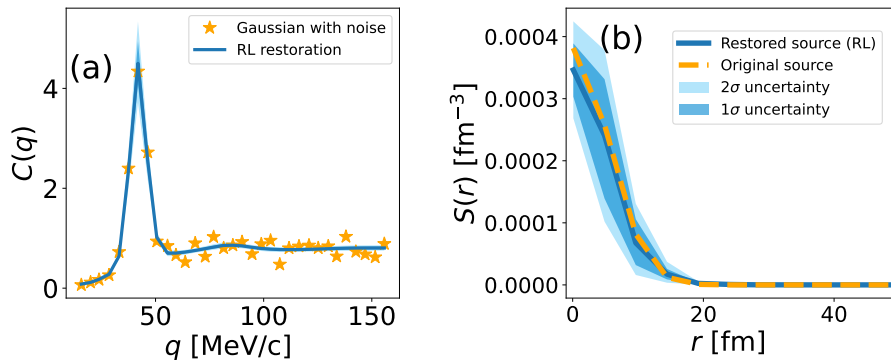 (a)
Gaussian with noise
RL restoration
C(q)
4
2
0
50
100
150
q [MeV/c]
(b)
Restored source (RL)
Original source
2σ uncertainty
1σ uncertainty
S(r) [fm⁻³]
0.0004
0.0003
0.0002
0.0001
0.0000
0
20
40
r [fm]